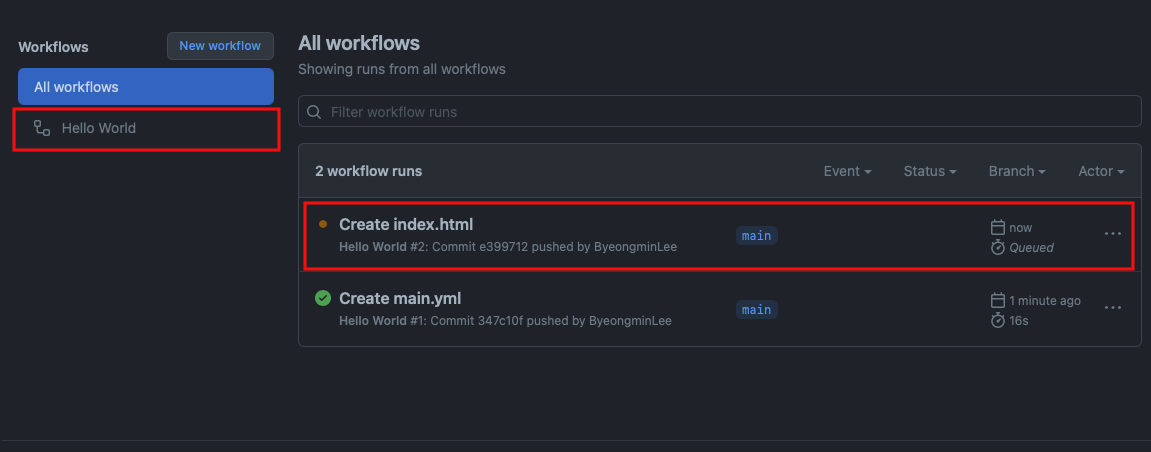 Workflows
New workflow
All workflows
Hello World
All workflows
Showing runs from all workflows
Filter workflow runs
2 workflow runs
Event
Status
Branch
Actor
Create index.html
Hello World #2: Commit e399712 pushed by ByeongminLee
main
now
Queued
Create main.yml
Hello World #1: Commit 347c10f pushed by ByeongminLee
main
1 minute ago
16s